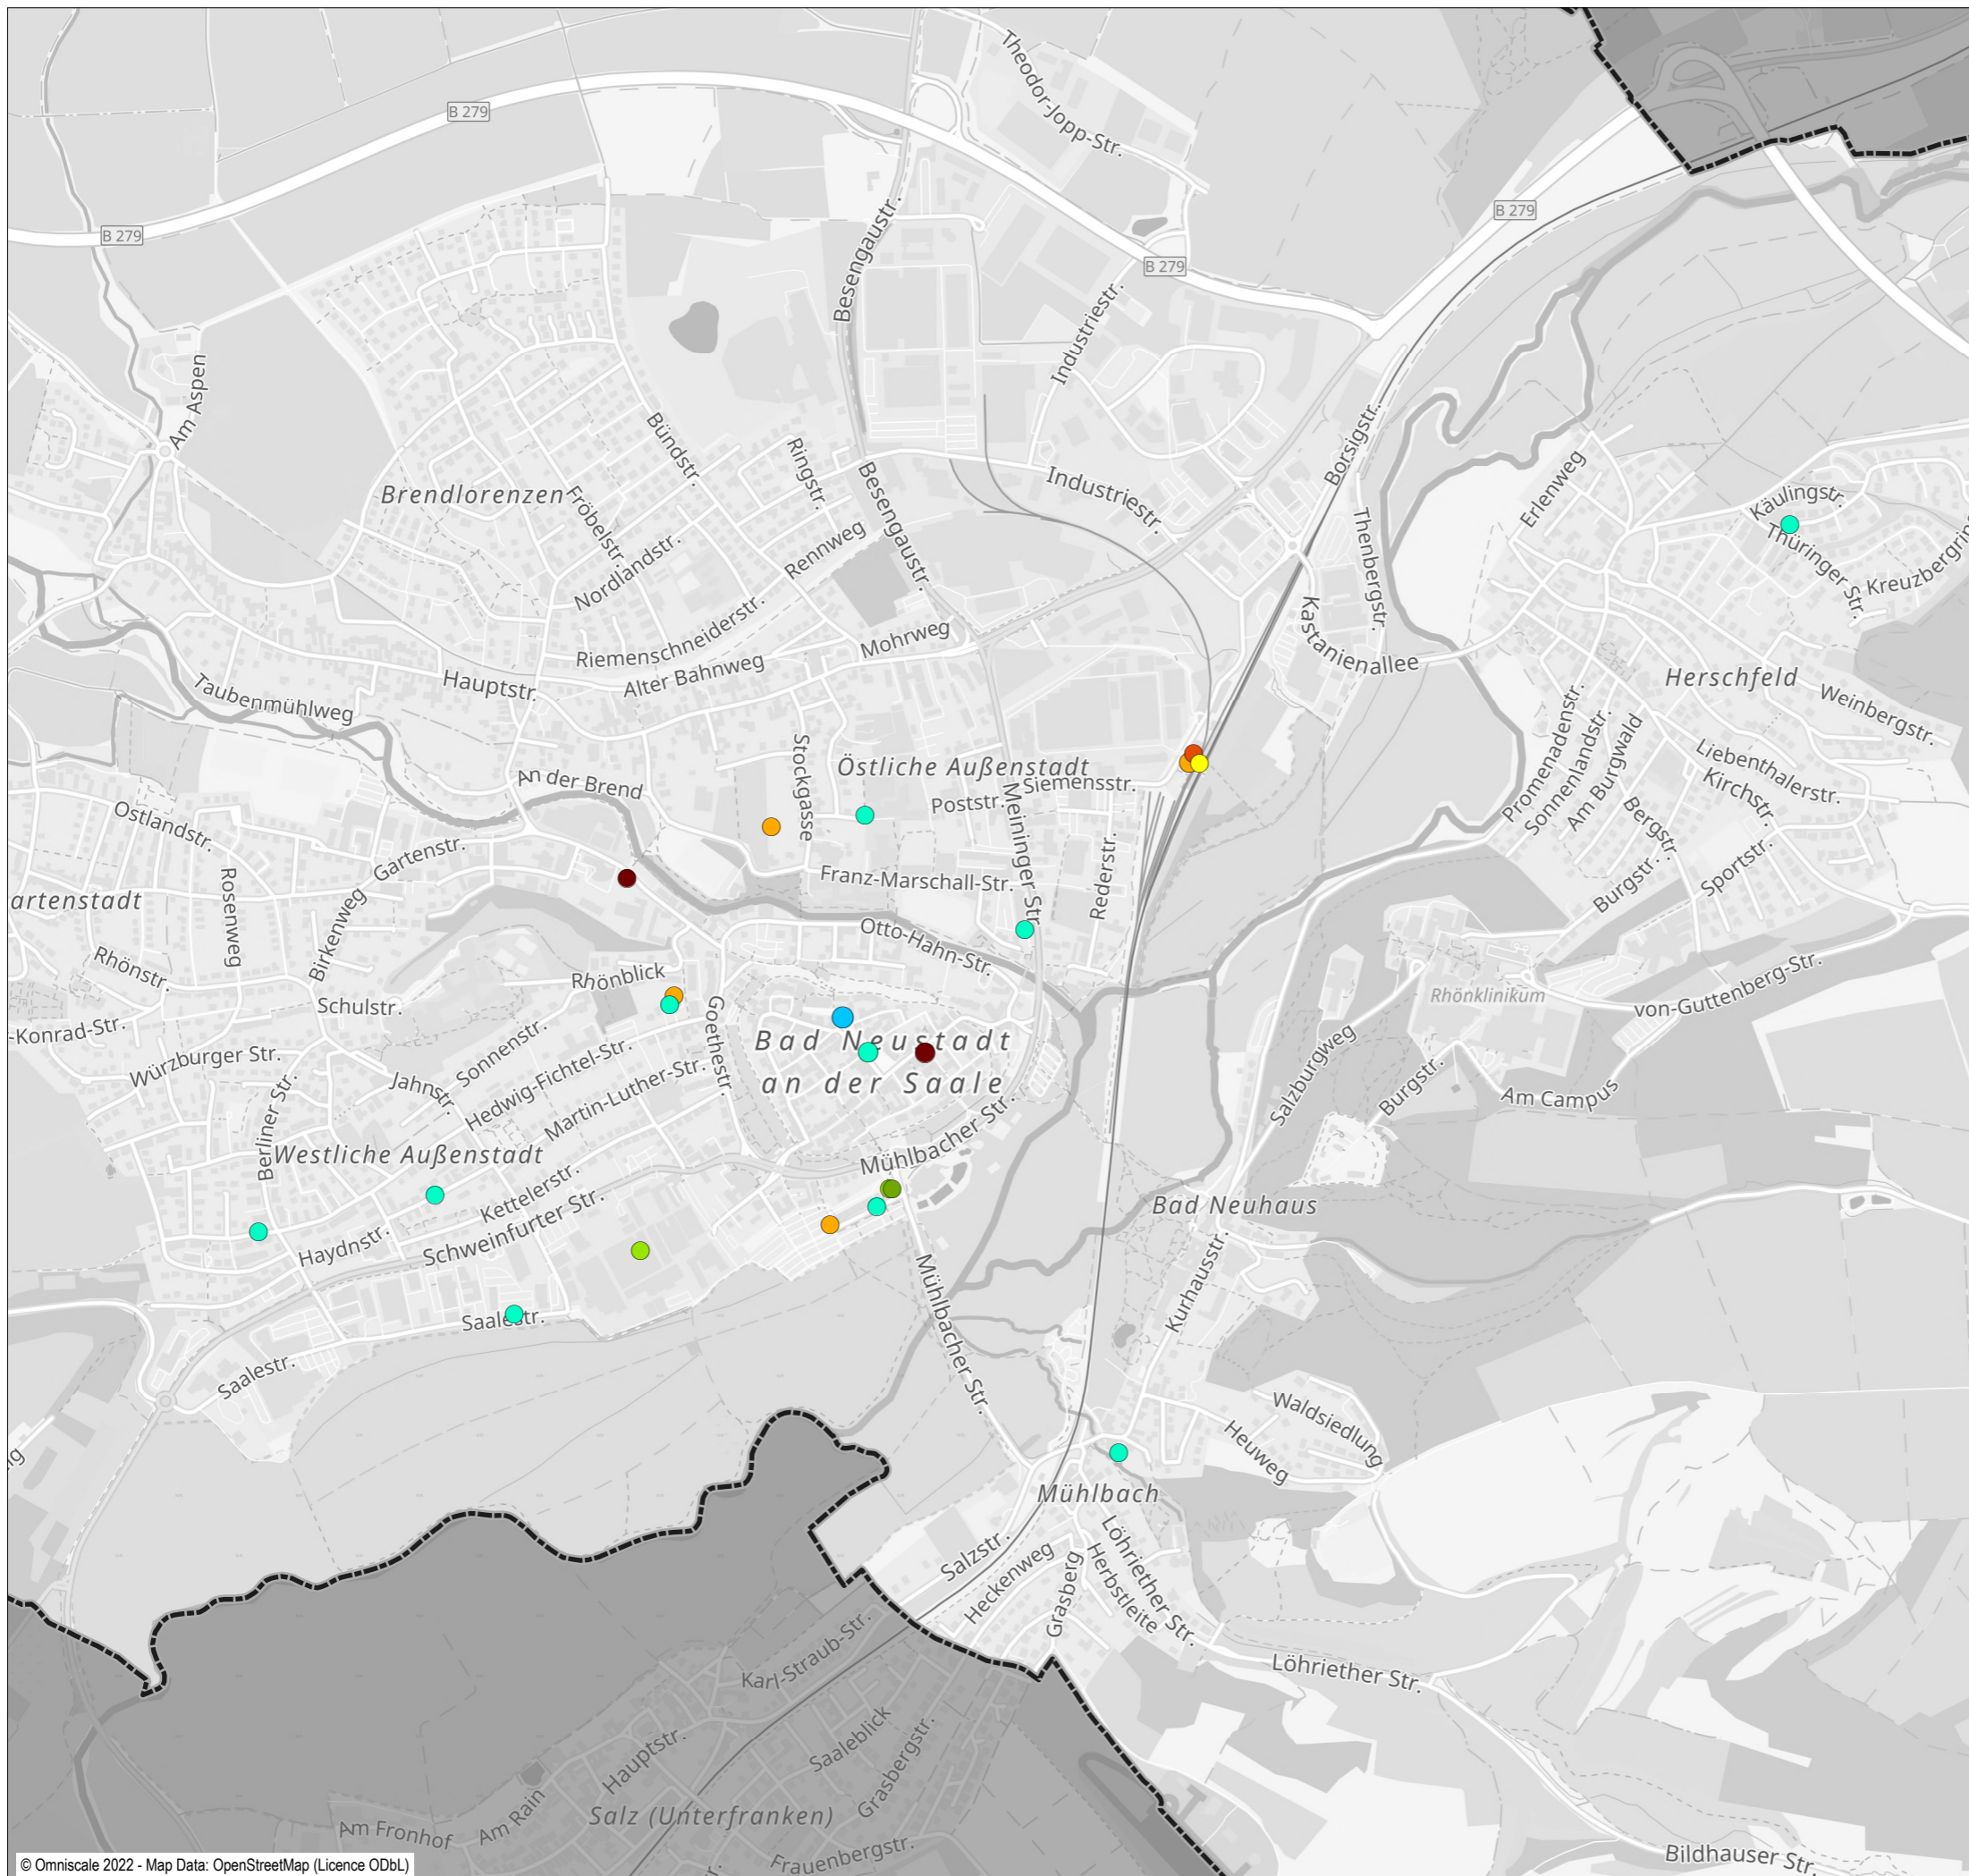 Theodor-Jopp-Str.
B 279
B 279
B 279
B 279
Besengaustr.
Industriestr.
Am Aspen
Bündstr.
Ringstr.
Besengaustr.
Borsigstr.
Brendlorenzen
Fröbelstr.
Industriestr.
Erlenweg
Käulingstr.
Thüringer Str.
Rennweg
Nordlandstr.
Thenbergstr.
Riemenschneiderstr.
Mohrweg
Kastanienallee
Alter Bahnweg
Hauptstr.
Taubenmühlweg
Herschfeld
Weinbergstr.
Promenadenstr.
Sonnenlandstr.
Am Burgwald
Liebenthalerstr.
Kirchstr.
Stockgasse
Östliche Außenstadt
Siemensstr.
An der Brend
Poststr.
Meininger Str.
Bergstr.
Ostlandstr.
Gartenstr.
Franz-Marschall-Str.
Rederstr.
Burgstr.
Sportstr.
artenstadt
Rosenweg
Birkenweg
Otto-Hahn-Str.
Rhönstr.
Rhönblick
Schulstr.
Goethestr.
Rhönklinikum
von-Guttenberg-Str.
-Konrad-Str.
Würzburger Str.
Sonnenstr.
Hedwig-Fichtel-Str.
Bad Neustadt
an der Saale
Jahnstr.
Martin-Luther-Str.
Salzburgweg
Burgstr.
Am Campus
Berliner Str.
Westliche Außenstadt
Mühlbacher Str.
Kettelerstr.
Bad Neuhaus
Schweinfurter Str.
Haydnstr.
Kurhausstr.
Mühlbacher Str.
Saalestr.
Saalestr.
Waldsiedlung
Heuweg
Mühlbach
Salzstr.
Heckenweg
Grasberg
Löhriether Str.
Herbstleite
Karl-Straub-Str.
Löhriether Str.
Hauptstr.
Saaleblick
Grasbergstr.
Salz (Unterfranken)
Am Fronhof
Am Rain
Frauenbergstr.
Bildhauser Str.
© Omniscale 2022 - Map Data: OpenStreetMap (Licence ODbL)